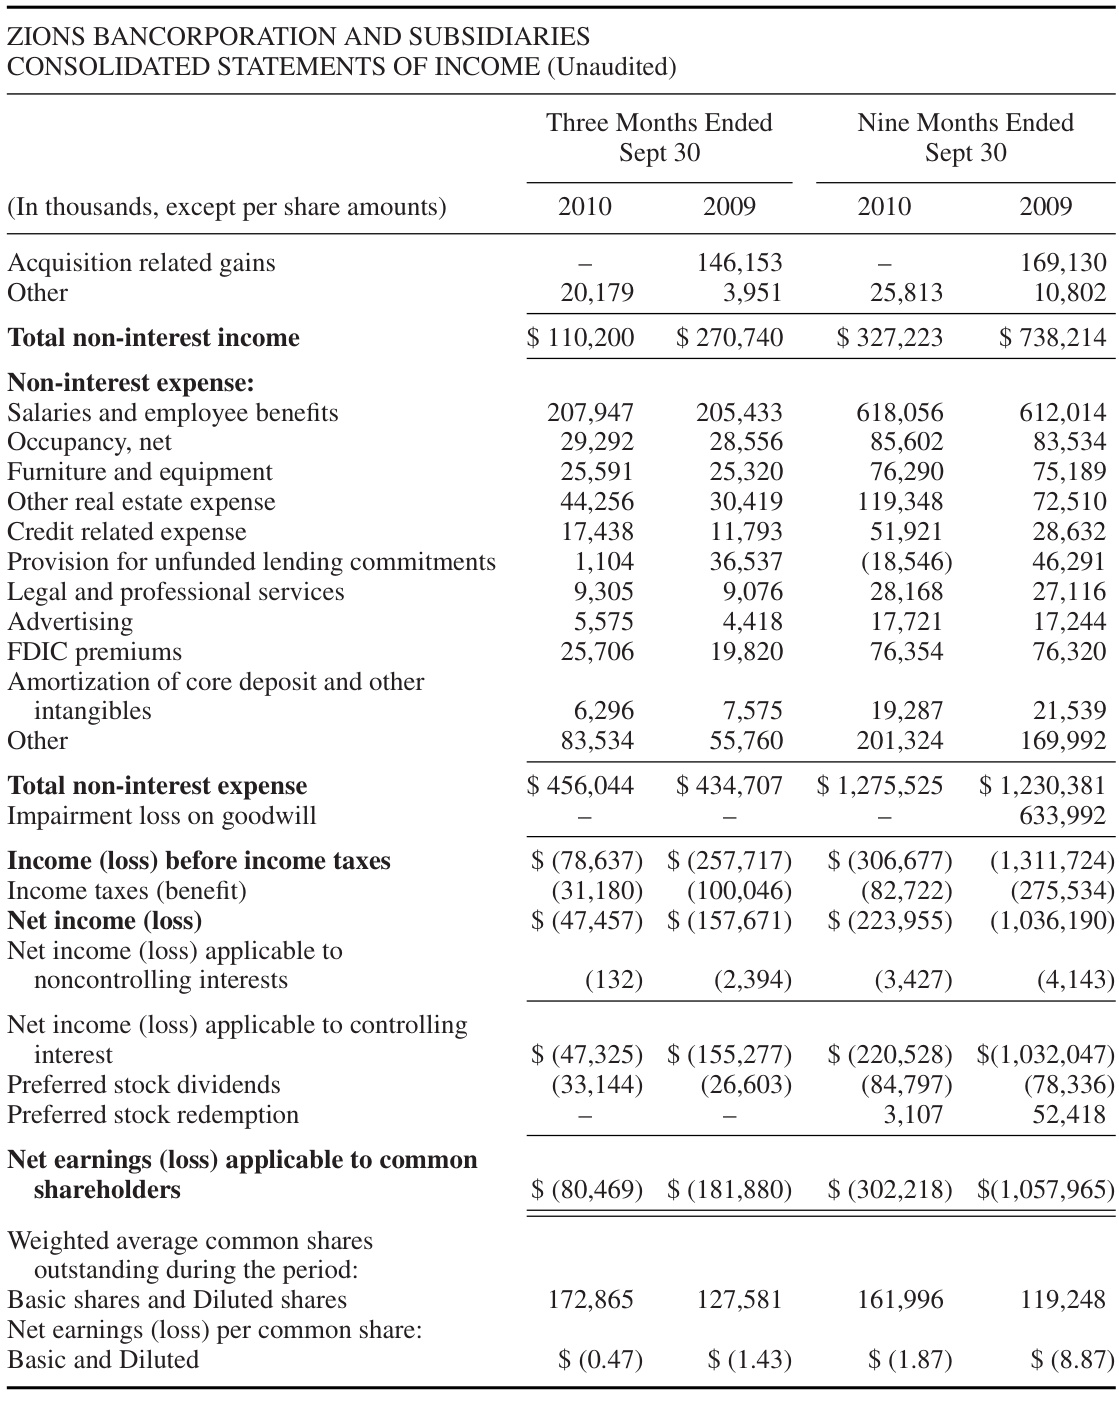 ZIONS BANCORPORATION AND SUBSIDIARIES
CONSOLIDATED STATEMENTS OF INCOME (Unaudited)
Three Months Ended Nine Months Ended
Sept 30 Sept 30
(In thousands, except per share amounts) 2010 2009 2010 2009
Acquisition related gains – 146,153 – 169,130
Other 20,179 3,951 25,813 10,802
Total non-interest income $ 110,200 $ 270,740 $ 327,223 $ 738,214
Non-interest expense:
Salaries and employee benefits 207,947 205,433 618,056 612,014
Occupancy, net 29,292 28,556 85,602 83,534
Furniture and equipment 25,591 25,320 76,290 75,189
Other real estate expense 44,256 30,419 119,348 72,510
Credit related expense 17,438 11,793 51,921 28,632
Provision for unfunded lending commitments 1,104 36,537 (18,546) 46,291
Legal and professional services 9,305 9,076 28,168 27,116
Advertising 5,575 4,418 17,721 17,244
FDIC premiums 25,706 19,820 76,354 76,320
Amortization of core deposit and other
intangibles 6,296 7,575 19,287 21,539
Other 83,534 55,760 201,324 169,992
Total non-interest expense $ 456,044 $ 434,707 $ 1,275,525 $ 1,230,381
Impairment loss on goodwill – – – 633,992
Income (loss) before income taxes $ (78,637) $ (257,717) $ (306,677) (1,311,724)
Income taxes (benefit) (31,180) (100,046) (82,722) (275,534)
Net income (loss) $ (47,457) $ (157,671) $ (223,955) (1,036,190)
Net income (loss) applicable to
noncontrolling interests (132) (2,394) (3,427) (4,143)
Net income (loss) applicable to controlling
interest $ (47,325) $ (155,277) $ (220,528) $(1,032,047)
Preferred stock dividends (33,144) (26,603) (84,797) (78,336)
Preferred stock redemption – – 3,107 52,418
Net earnings (loss) applicable to common
shareholders $ (80,469) $ (181,880) $ (302,218) $(1,057,965)
Weighted average common shares
outstanding during the period:
Basic shares and Diluted shares 172,865 127,581 161,996 119,248
Net earnings (loss) per common share:
Basic and Diluted $ (0.47) $ (1.43) $ (1.87) $ (8.87)